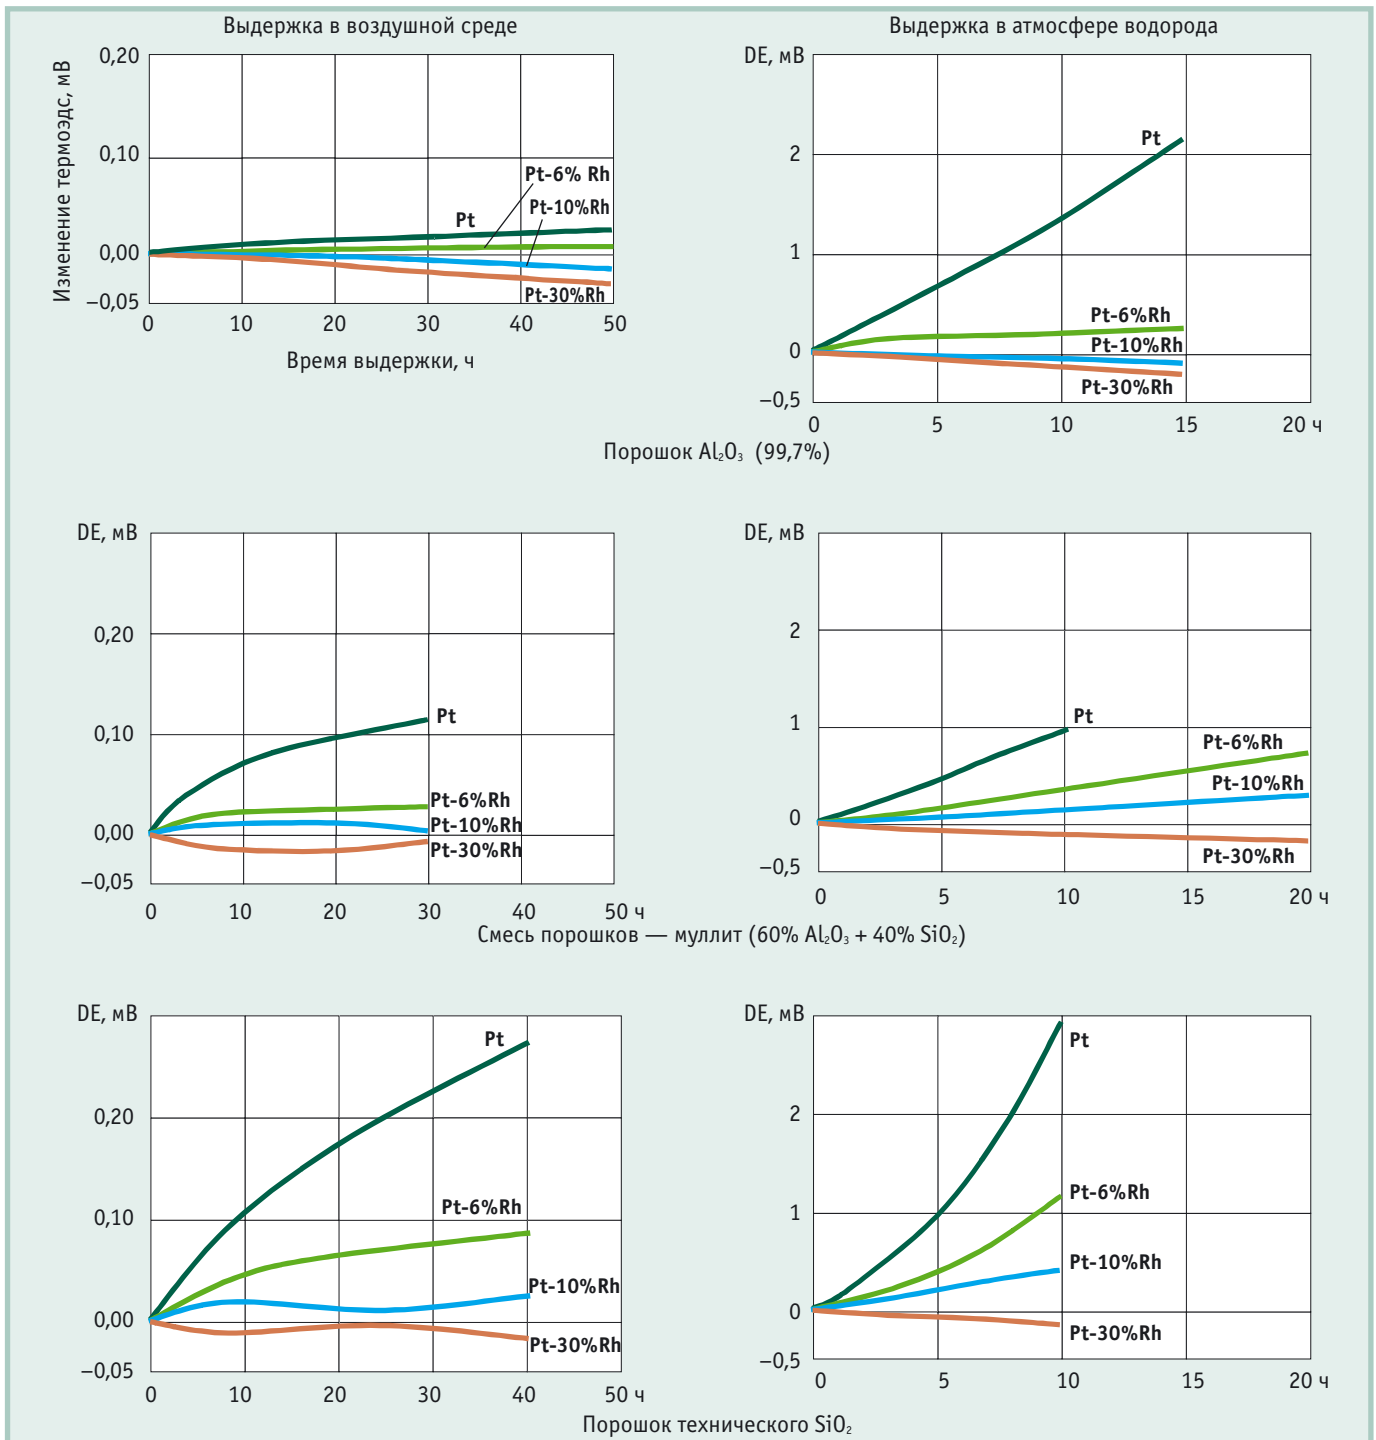 Выдержка в воздушной среде
Изменение термоэдс, мВ
0,20
0,10
0,00
–0,05
Pt-6% Rh
Pt-10%Rh
Pt
Pt-30%Rh
0 10 20 30 40 50
Время выдержки, ч
Выдержка в атмосфере водорода
DE, мВ
2
1
0
–0,5
Pt
Pt-6%Rh
Pt-10%Rh
Pt-30%Rh
0 5 10 15 20 ч
Порошок Al₂O₃ (99,7%)
DE, мВ
0,20
0,10
0,00
–0,05
Pt
Pt-6%Rh
Pt-10%Rh
Pt-30%Rh
0 10 20 30 40 50 ч
DE, мВ
2
1
0
–0,5
Pt
Pt-6%Rh
Pt-10%Rh
Pt-30%Rh
0 5 10 15 20 ч
Смесь порошков — муллит (60% Al₂O₃ + 40% SiO₂)
DE, мВ
0,20
0,10
0,00
–0,05
Pt
Pt-6%Rh
Pt-10%Rh
Pt-30%Rh
0 10 20 30 40 50 ч
DE, мВ
2
1
0
–0,5
Pt
Pt-6%Rh
Pt-10%Rh
Pt-30%Rh
0 5 10 15 20 ч
Порошок технического SiO₂